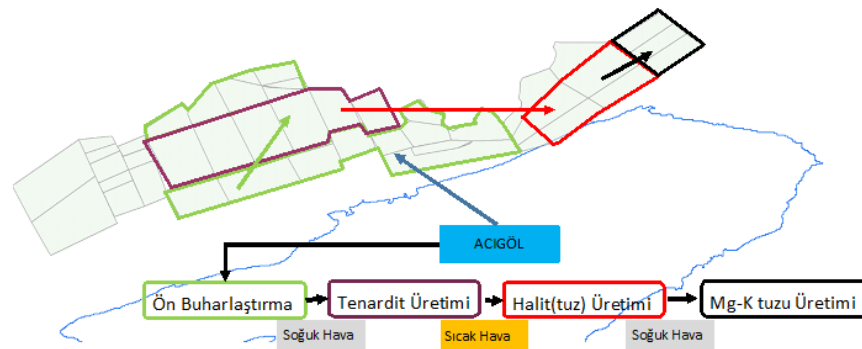 ACIGÖL
Ön Buharlaştırma
Tenardit Üretimi
Halit(tuz) Üretimi
Mg-K tuzu Üretimi
Soğuk Hava
Sıcak Hava
Soğuk Hava